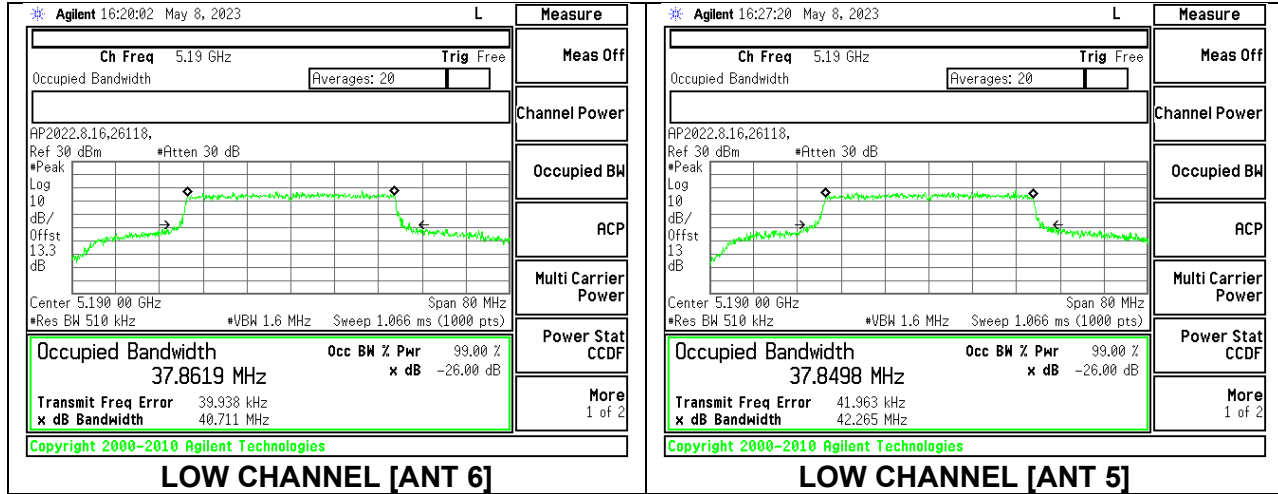 Agilent 16:20:02 May 8, 2023 L
Measure
Ch Freq 5.19 GHz Trig Free
Meas Off
Occupied Bandwidth Averages: 20
Channel Power
AP2022.8.16,26118,
Ref 30 dBm #Atten 30 dB
#Peak
Log
10
dB/
Offst
13.3
dB
Occupied BW
ACP
Multi Carrier
Power
Center 5.190 00 GHz Span 80 MHz
#Res BW 510 kHz #VBW 1.6 MHz Sweep 1.066 ms (1000 pts)
Power Stat
CCDF
Occupied Bandwidth Occ BW % Pwr 99.00 %
37.8619 MHz x dB -26.00 dB
Transmit Freq Error 39.938 kHz
x dB Bandwidth 40.711 MHz
More
1 of 2
Copyright 2000-2010 Agilent Technologies
LOW CHANNEL [ANT 6]
Agilent 16:27:20 May 8, 2023 L
Measure
Ch Freq 5.19 GHz Trig Free
Meas Off
Occupied Bandwidth Averages: 20
Channel Power
AP2022.8.16,26118,
Ref 30 dBm #Atten 30 dB
#Peak
Log
10
dB/
Offst
13
dB
Occupied BW
ACP
Multi Carrier
Power
Center 5.190 00 GHz Span 80 MHz
#Res BW 510 kHz #VBW 1.6 MHz Sweep 1.066 ms (1000 pts)
Power Stat
CCDF
Occupied Bandwidth Occ BW % Pwr 99.00 %
37.8498 MHz x dB -26.00 dB
Transmit Freq Error 41.963 kHz
x dB Bandwidth 42.265 MHz
More
1 of 2
Copyright 2000-2010 Agilent Technologies
LOW CHANNEL [ANT 5]